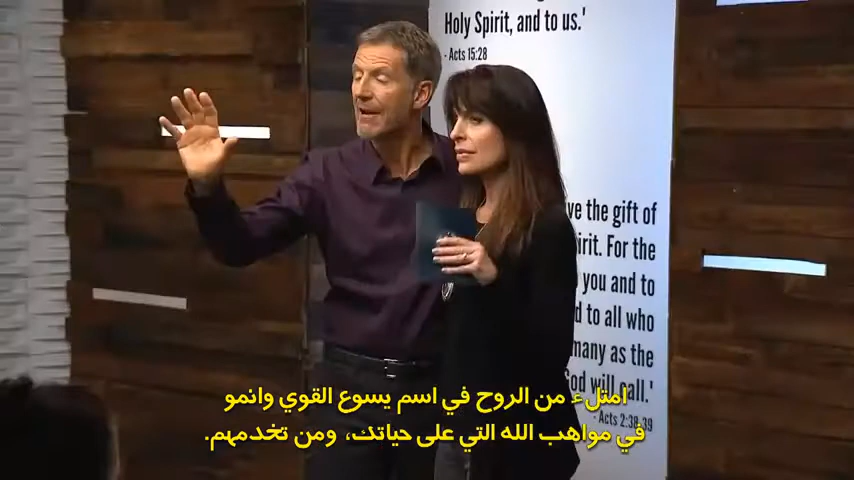 Holy Spirit, and to us.'
- Acts 15:28
ve the gift of
irit. For the
you and to
d to all who
many as the
God will call.'
- Acts 2:38-39
امتلء من الروح في اسم يسوع القوي وانمو
في مواهب الله التي على حياتك، ومن تخدمهم.